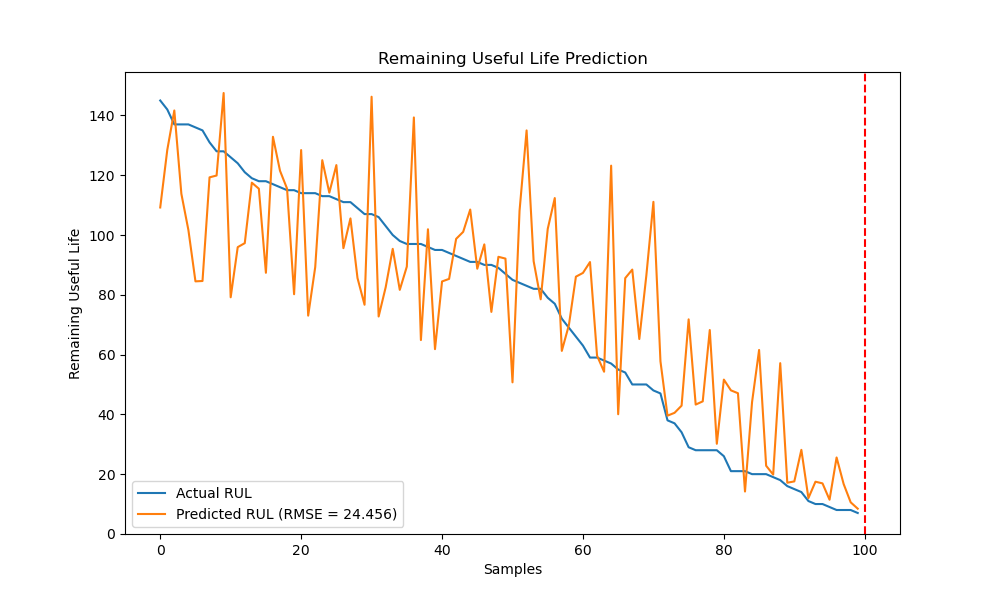 Remaining Useful Life Prediction
Remaining Useful Life
140
120
100
80
60
40
20
0
Actual RUL
Predicted RUL (RMSE = 24.456)
0 20 40 60 80 100
Samples